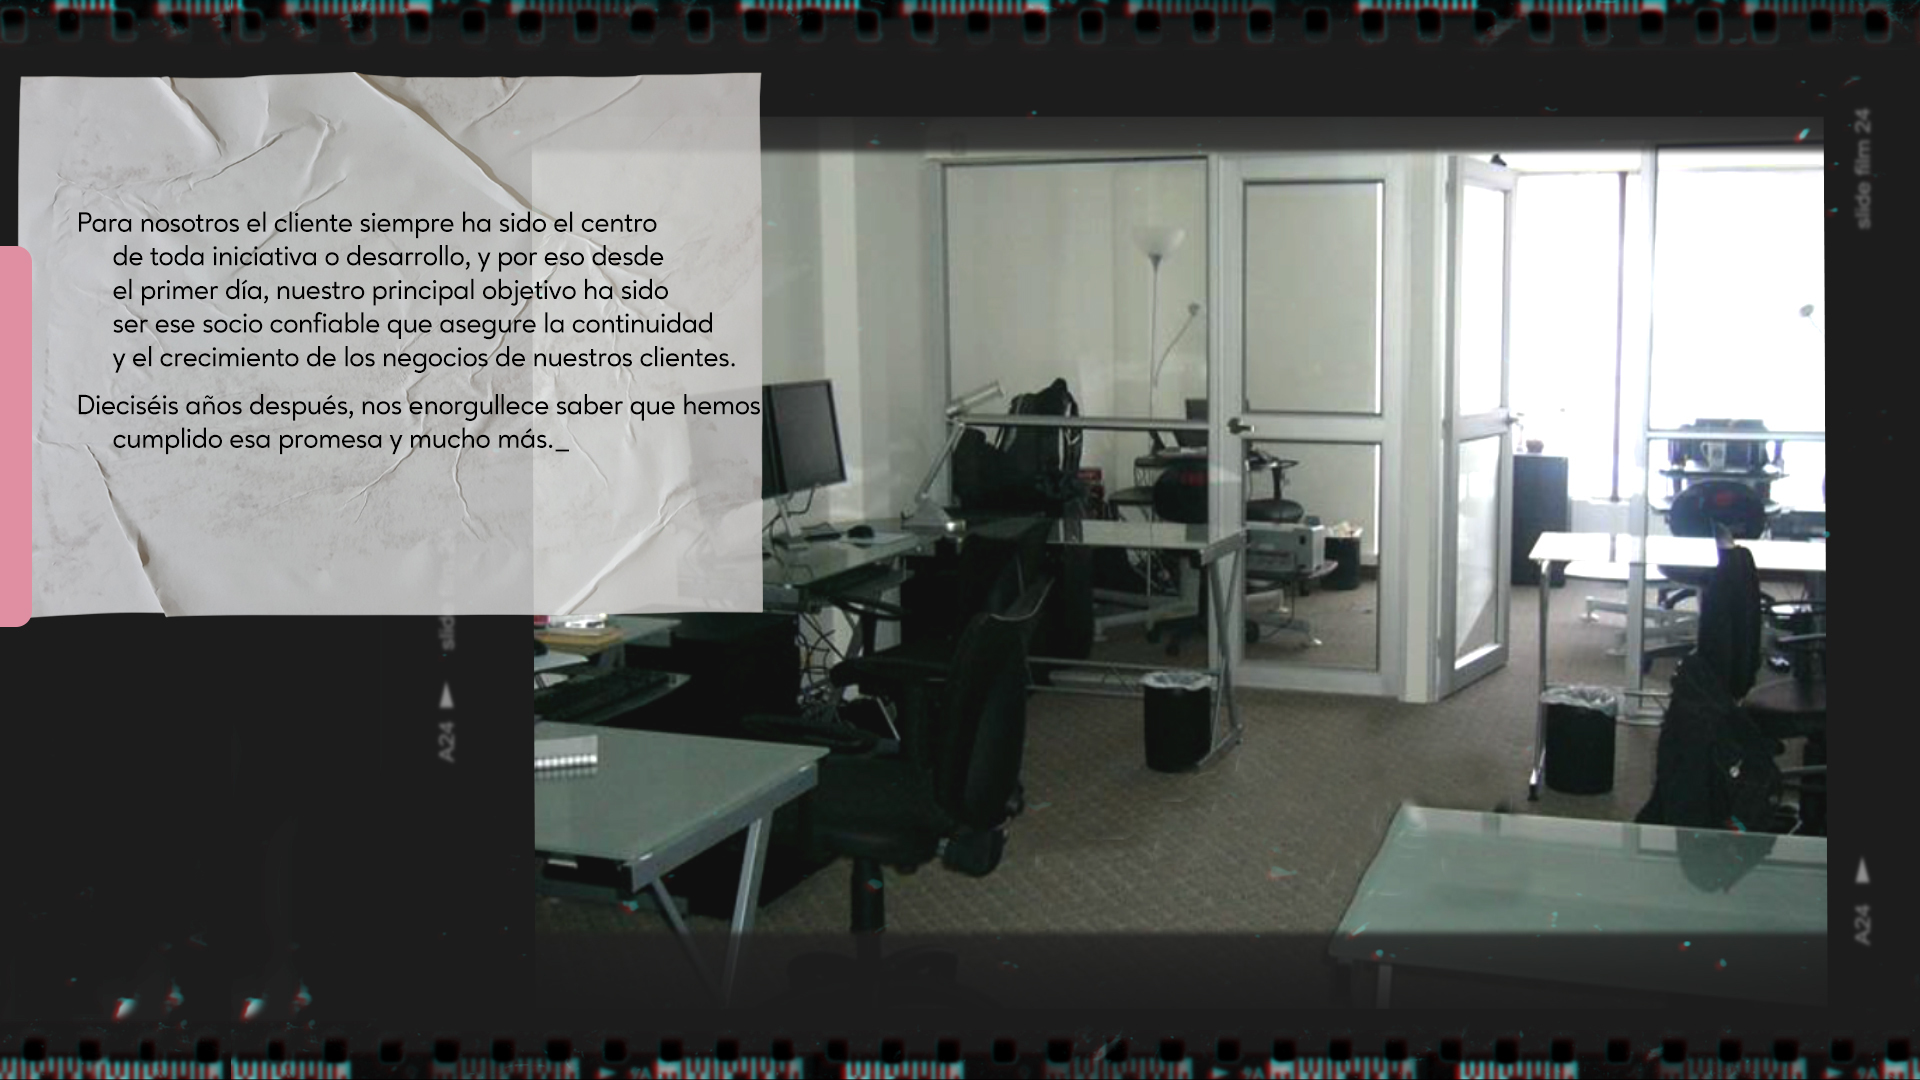 Para nosotros el cliente siempre ha sido el centro
de toda iniciativa o desarrollo, y por eso desde
el primer día, nuestro principal objetivo ha sido
ser ese socio confiable que asegure la continuidad
y el crecimiento de los negocios de nuestros clientes.
Dieciséis años después, nos enorgullece saber que hemos
cumplido esa promesa y mucho más._
slide film 24
A24
A24